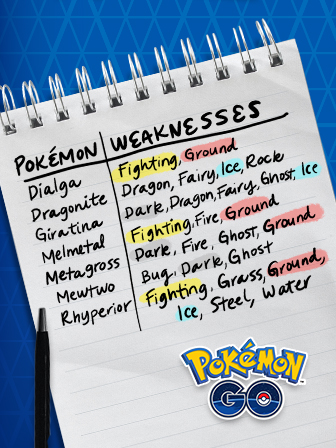 POKÉMON WEAKNESSES
Dialga Fighting, Ground
Dragonite Dragon, Fairy, Ice, Rock
Giratina Dark, Dragon, Fairy, Ghost, Ice
Melmetal Fighting, Fire, Ground
Metagross Dark, Fire, Ghost, Ground
Mewtwo Bug, Dark, Ghost
Rhyperior Fighting, Grass, Ground,
Ice, Steel, Water
POKÉMON
GO